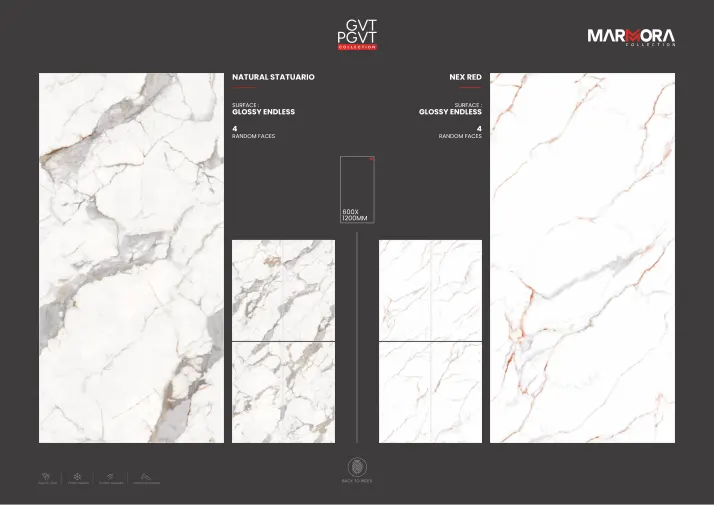 GVT
PGVT
COLLECTION
MARMORA
COLLECTION
NATURAL STATUARIO
SURFACE :
GLOSSY ENDLESS
4
RANDOM FACES
NEX RED
SURFACE :
GLOSSY ENDLESS
4
RANDOM FACES
600X
1200MM
BACK TO INDEX